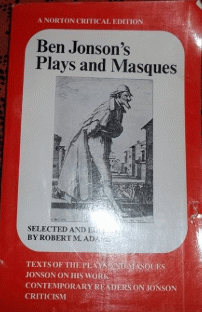 A NORTON CRITICAL EDITION
Ben Jonson's
Plays and Masques
SELECTED AND
BY ROBERT M.
TEXTS OF THE PLAYS AND MASQUES
JONSON ON HIS WORK
CONTEMPORARY READERS ON JONSON
CRITICISM